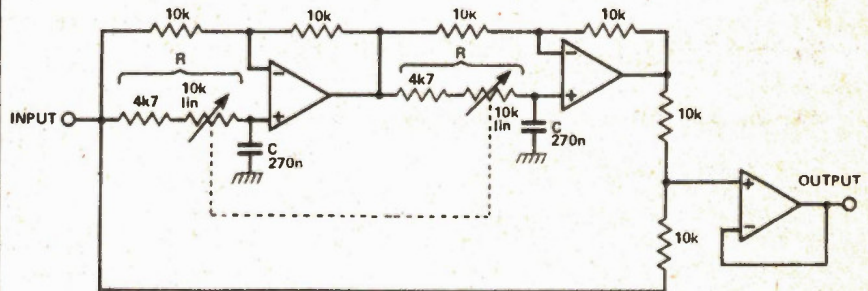 10k 10k 10k 10k
R R
4k7 10k lin 4k7 10k lin
INPUT
C 270n C 270n
10k
OUTPUT
10k